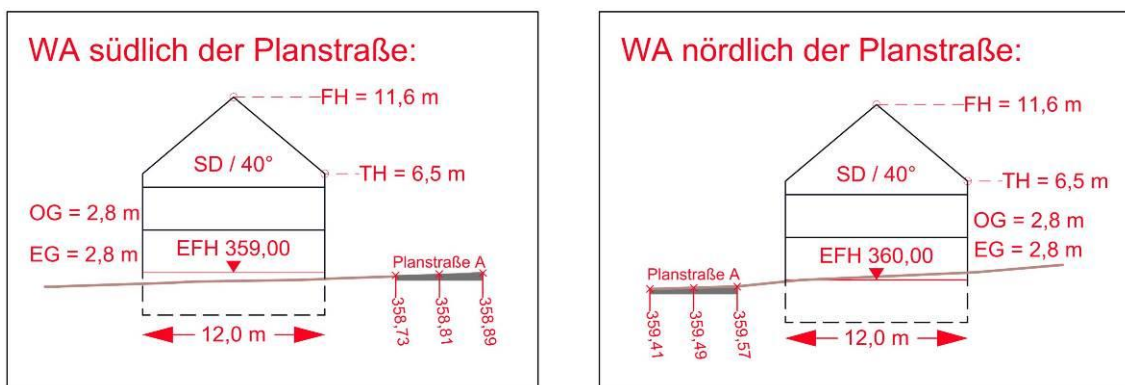 WA südlich der Planstraße:
FH = 11,6 m
SD / 40°
TH = 6,5 m
OG = 2,8 m
EG = 2,8 m
EFH 359,00
Planstraße A
358,73
358,81
358,89
12,0 m
WA nördlich der Planstraße:
FH = 11,6 m
SD / 40°
TH = 6,5 m
OG = 2,8 m
EG = 2,8 m
EFH 360,00
Planstraße A
359,41
359,49
359,57
12,0 m